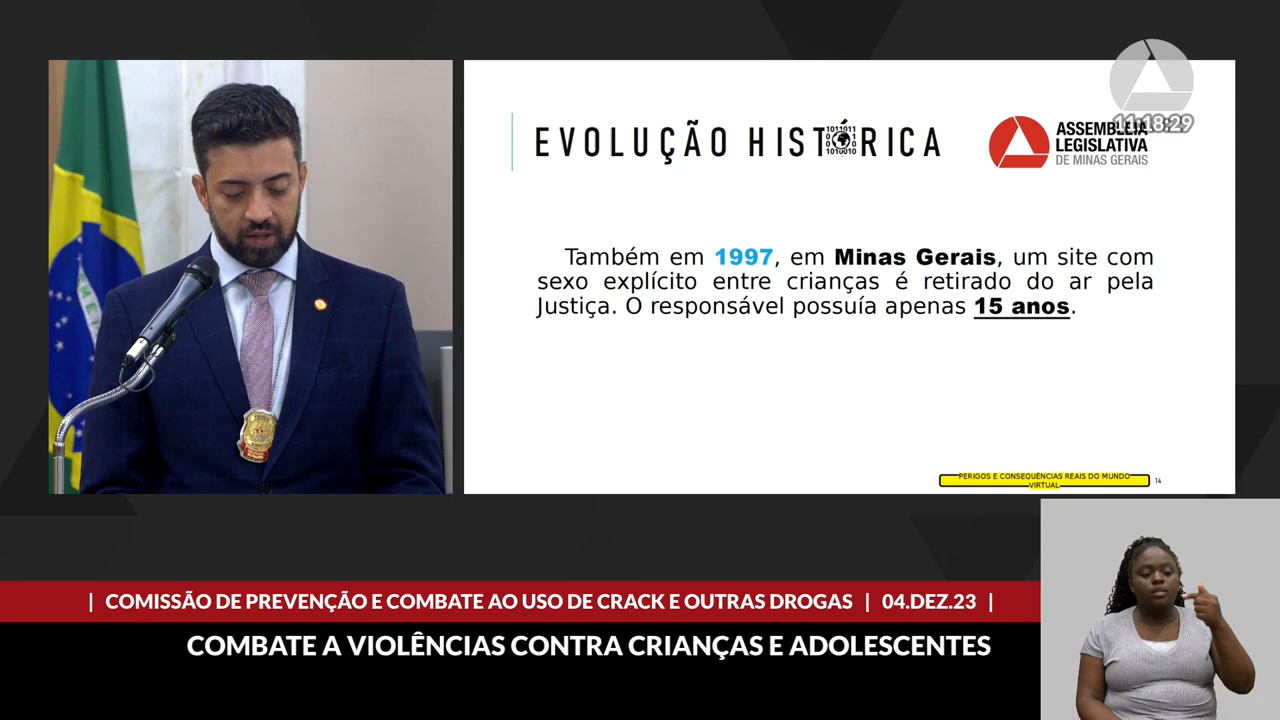 EVOLUÇÃO HISTÓRICA
1011011
1010010
ASSEMBLEIA
LEGISLATIVA
DE MINAS GERAIS
11:18:29
Também em 1997, em Minas Gerais, um site com
sexo explícito entre crianças é retirado do ar pela
Justiça. O responsável possuía apenas 15 anos.
PERIGOS E CONSEQUÊNCIAS REAIS DO MUNDO
VIRTUAL
14
| COMISSÃO DE PREVENÇÃO E COMBATE AO USO DE CRACK E OUTRAS DROGAS | 04.DEZ.23 |
COMBATE A VIOLÊNCIAS CONTRA CRIANÇAS E ADOLESCENTES